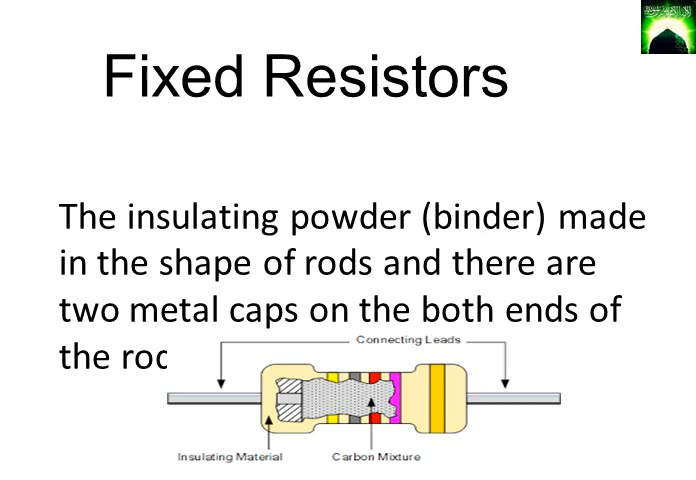 Fixed Resistors
The insulating powder (binder) made
in the shape of rods and there are
two metal caps on the both ends of
the
Connecting Leads
Insulating Material
Carbon Mixture